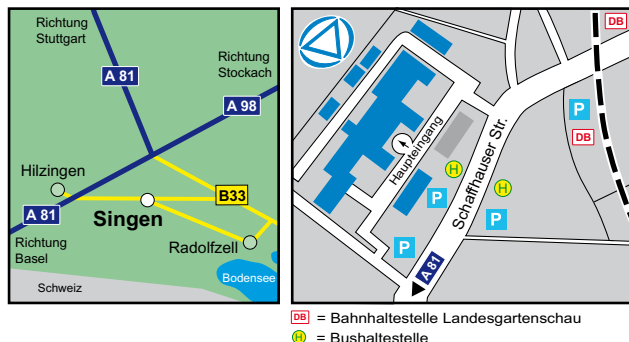 Richtung
Stuttgart
A 81
Richtung
Stockach
A 98
Hilzingen
B33
Singen
A 81
Richtung
Basel
Radolfzell
Bodensee
Schweiz
DB
P
DB
Haupteingang
Schaffhauser Str.
H
H
P
P
P
A 81
DB = Bahnhaltestelle Landesgartenschau
H = Bushaltestelle